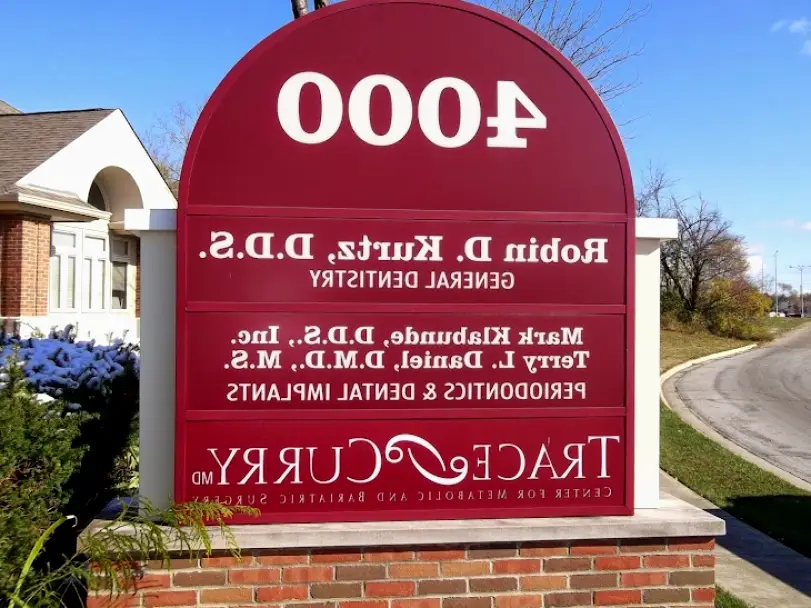 4000
Robin D. Kurtz, D.D.S.
GENERAL DENTISTRY
Mark Klabunde, D.D.S., Inc.
Terry L. Daniel, D.M.D., M.S.
PERIODONTICS & DENTAL IMPLANTS
TRACE CURRY MD
CENTER FOR METABOLIC AND BARIATRIC SURGERY